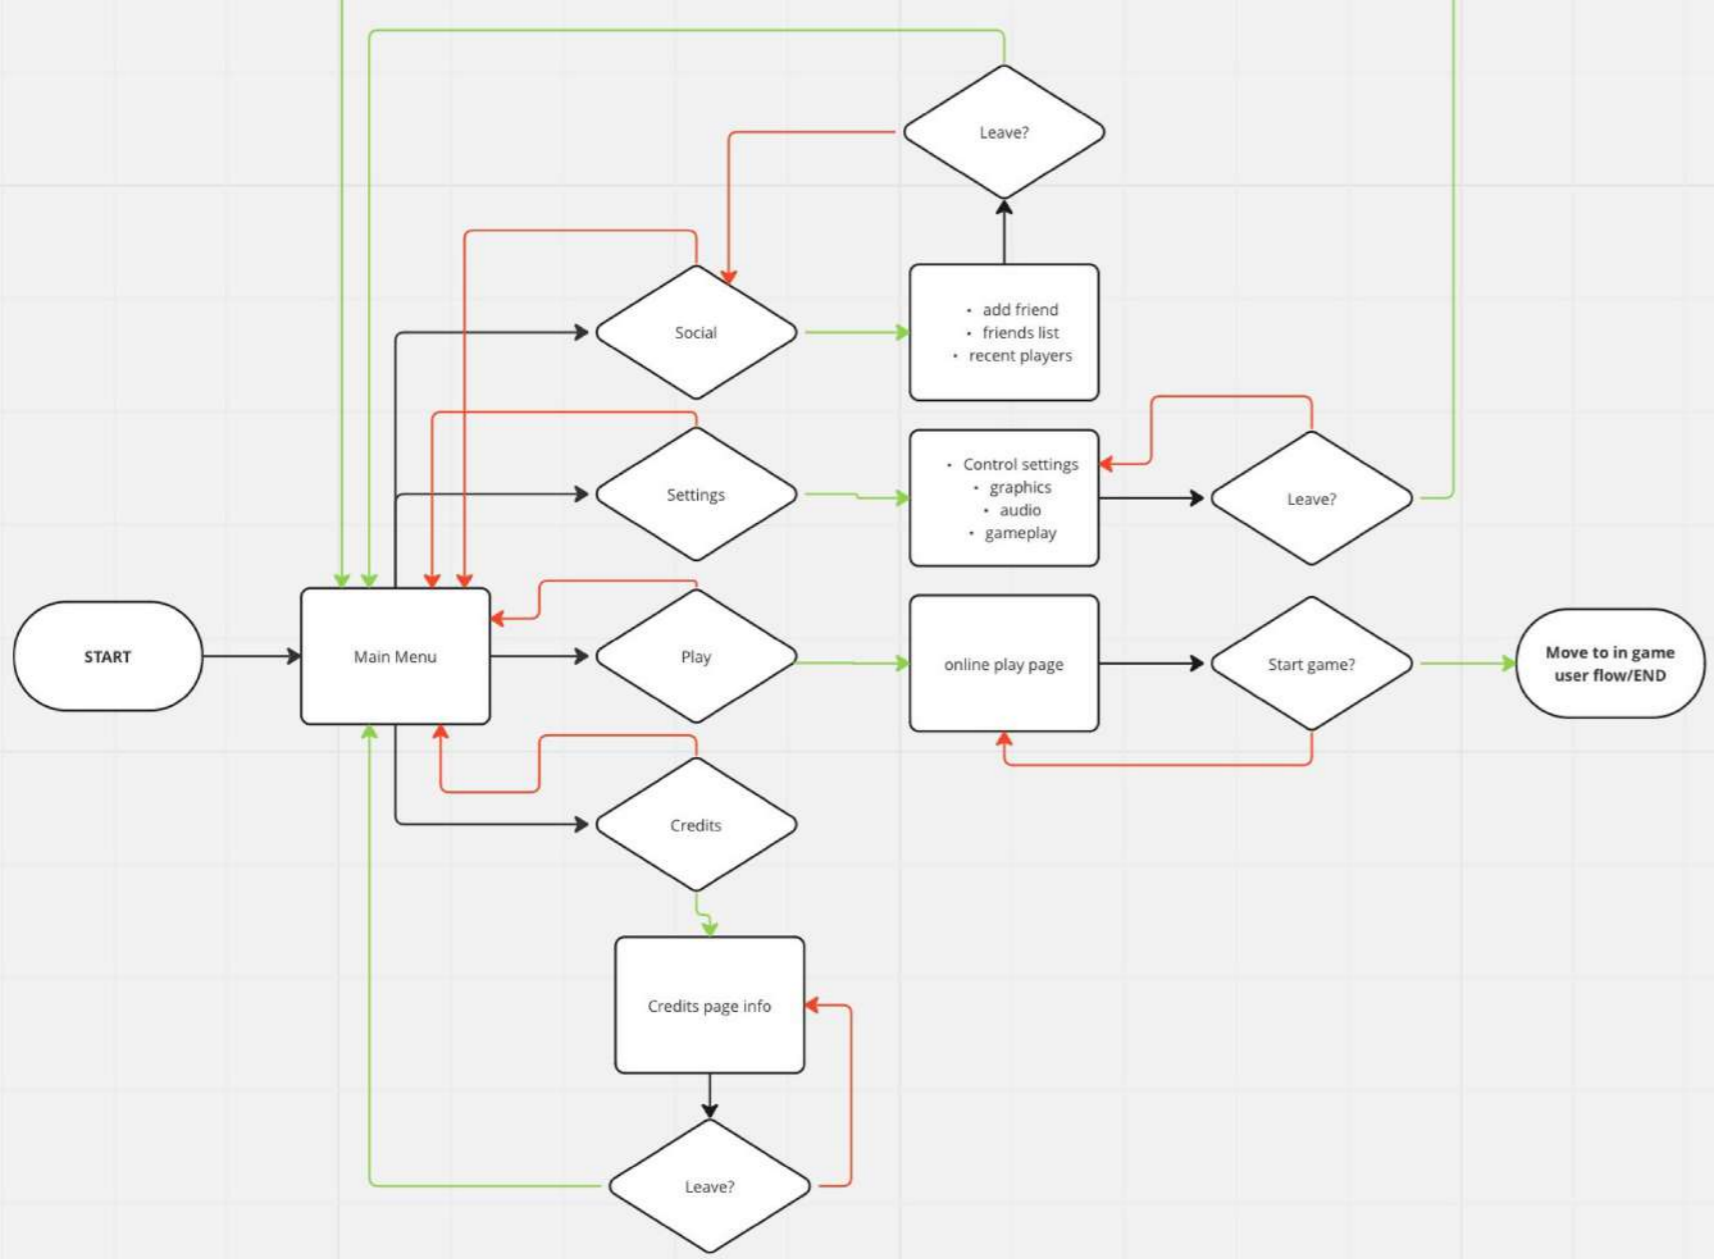 Leave?
Social
• add friend
• friends list
• recent players
Settings
• Control settings
• graphics
• audio
• gameplay
Leave?
START
Main Menu
Play
online play page
Start game?
Move to in game
user flow/END
Credits
Credits page info
Leave?